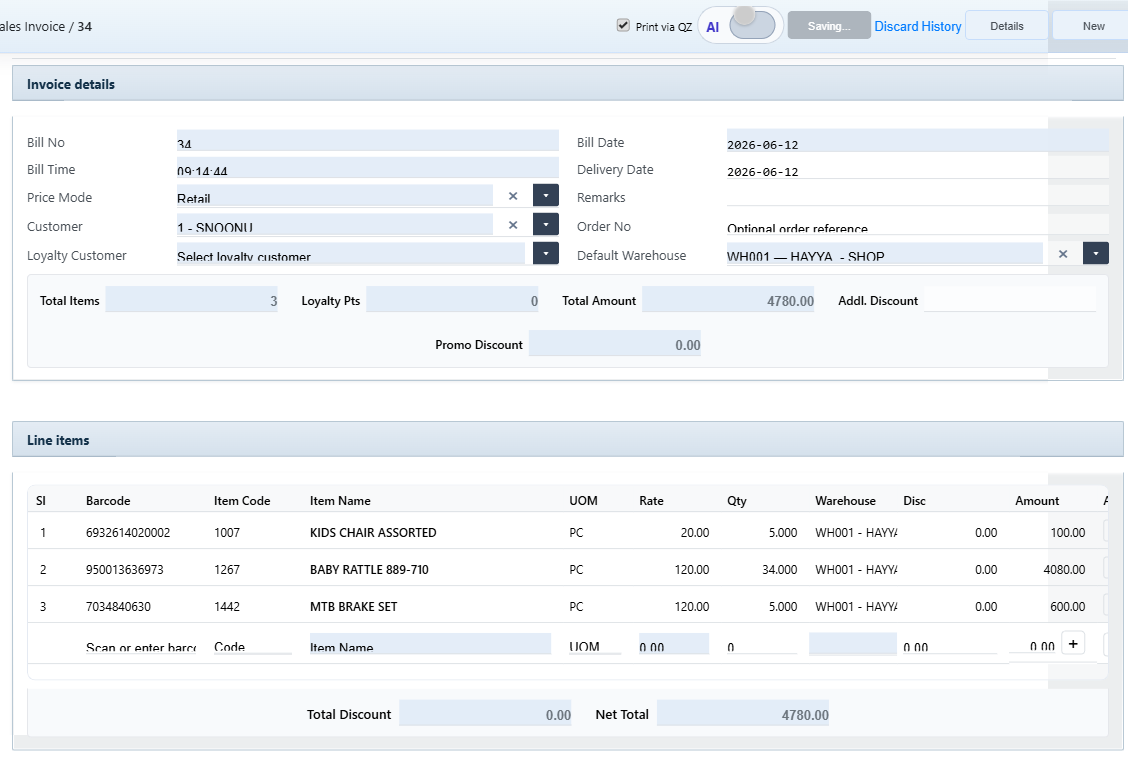 ales Invoice / 34
Print via QZ AI Saving... Discard History Details New
Invoice details
Bill No 34 Bill Date 2026-06-12
Bill Time 09:14:44 Delivery Date 2026-06-12
Price Mode Retail × Remarks
Customer 1 - SNOONU × Order No Optional order reference
Loyalty Customer Select loyalty customer Default Warehouse WH001 — HAYYA - SHOP ×
Total Items 3 Loyalty Pts 0 Total Amount 4780.00 Addl. Discount
Promo Discount 0.00
Line items
Sl Barcode Item Code Item Name UOM Rate Qty Warehouse Disc Amount
1 6932614020002 1007 KIDS CHAIR ASSORTED PC 20.00 5.000 WH001 - HAYYA 0.00 100.00
2 950013636973 1267 BABY RATTLE 889-710 PC 120.00 34.000 WH001 - HAYYA 0.00 4080.00
3 7034840630 1442 MTB BRAKE SET PC 120.00 5.000 WH001 - HAYYA 0.00 600.00
Scan or enter barco Code Item Name UOM 0.00 0 0.00 0.00 +
Total Discount 0.00 Net Total 4780.00